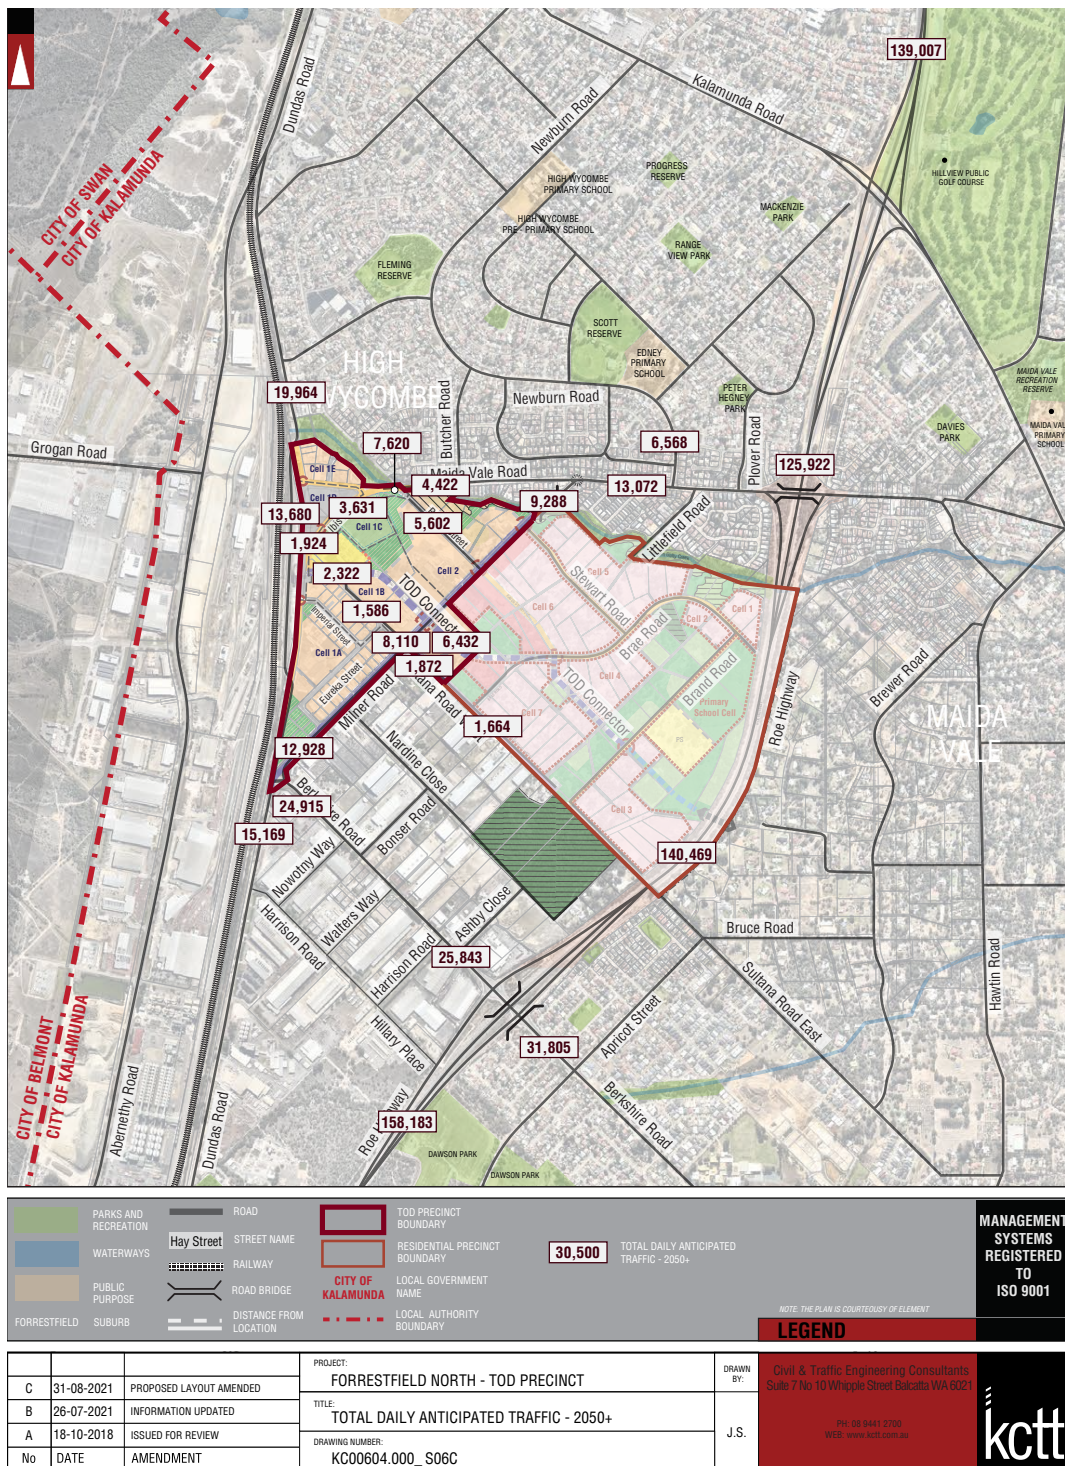 139,007
Dundas Road
Kalamunda Road
Newburn Road
CITY OF SWAN
CITY OF KALAMUNDA
HIGH WYCOMBE
PRIMARY SCHOOL
PROGRESS
RESERVE
HILLVIEW PUBLIC
GOLF COURSE
HIGH WYCOMBE
PRE - PRIMARY SCHOOL
MACKENZIE
PARK
RANGE
VIEW PARK
FLEMING
RESERVE
SCOTT
RESERVE
EDNEY
PRIMARY
SCHOOL
HIGH
COMBE
MAIDA VALE
RECREATION
RESERVE
19,964
Butcher Road
Newburn Road
PETER
HEGNEY
PARK
MAIDA VAL
PRIMARY
SCHOOL
DAVIES
PARK
Plover Road
Grogan Road
7,620
6,568
125,922
Maida Vale Road
4,422
13,072
9,288
Cell 1E
13,680
3,631
5,602
Cell 1C
Street
Littlefield Road
1,924
2,322
Cell 2
Cell 1B
1,586
TOD Connecto
Cell 5
Stewart Road
Cell 6
Cell 1
Cell 2
Brae Road
Imperial Street
8,110
6,432
Cell 1A
1,872
Eureka Street
Milner Road
Cell 4
TOD Connector
Brand Road
Primary
School Cell
PS
Roe Highway
Brewer Road
MAIDA
VALE
1,664
Cell 7
Nardine Close
12,928
24,915
15,169
Bonser Road
Cell 3
140,469
Nowotny Way
Walters Way
Harrison Road
Ashby Close
Harrison Road
25,843
Bruce Road
Sultana Road East
Hawtin Road
Hillary Place
31,805
Apricot Street
Berkshire Road
CITY OF BELMONT
CITY OF KALAMUNDA
Abernethy Road
Dundas Road
158,183
DAWSON PARK
DAWSON PARK
PARKS AND
RECREATION
WATERWAYS
PUBLIC
PURPOSE
FORRESTFIELD SUBURB
ROAD
Hay Street STREET NAME
RAILWAY
ROAD BRIDGE
DISTANCE FROM
LOCATION
TOD PRECINCT
BOUNDARY
RESIDENTIAL PRECINCT
BOUNDARY
CITY OF
KALAMUNDA
LOCAL GOVERNMENT
NAME
LOCAL AUTHORITY
BOUNDARY
30,500
TOTAL DAILY ANTICIPATED
TRAFFIC - 2050+
NOTE: THE PLAN IS COURTEOUSY OF ELEMENT
LEGEND
MANAGEMENT
SYSTEMS
REGISTERED
TO
ISO 9001
C 31-08-2021 PROPOSED LAYOUT AMENDED
B 26-07-2021 INFORMATION UPDATED
A 18-10-2018 ISSUED FOR REVIEW
No DATE AMENDMENT
PROJECT:
FORRESTFIELD NORTH - TOD PRECINCT
TITLE:
TOTAL DAILY ANTICIPATED TRAFFIC - 2050+
DRAWING NUMBER:
KC00604.000_ S06C
DRAWN
BY:
J.S.
Civil & Traffic Engineering Consultants
Suite 7 No 10 Whipple Street Balcatta WA 6021
PH: 08 9441 2700
WEB: www.kctt.com.au
kctt